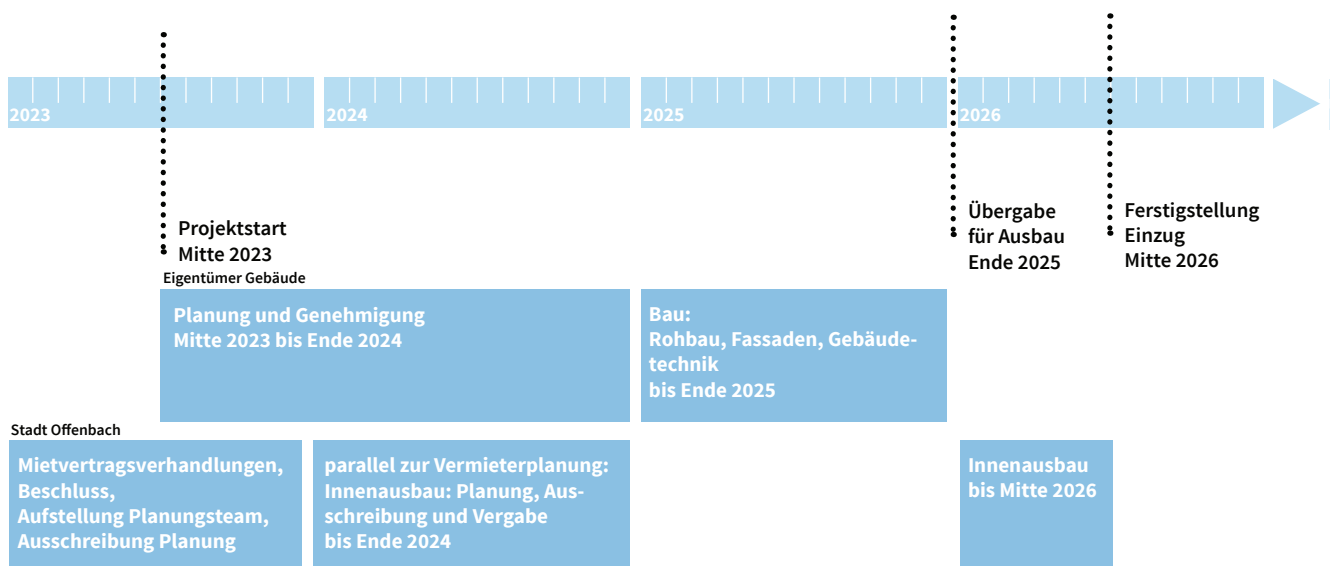 2023
2024
2025
2026
Projektstart
Mitte 2023
Übergabe
für Ausbau
Ende 2025
Ferstigstellung
Einzug
Mitte 2026
Eigentümer Gebäude
Planung und Genehmigung
Mitte 2023 bis Ende 2024
Bau:
Rohbau, Fassaden, Gebäude-
technik
bis Ende 2025
Stadt Offenbach
Mietvertragsverhandlungen,
Beschluss,
Aufstellung Planungsteam,
Ausschreibung Planung
parallel zur Vermieterplanung:
Innenausbau: Planung, Aus-
schreibung und Vergabe
bis Ende 2024
Innenausbau
bis Mitte 2026